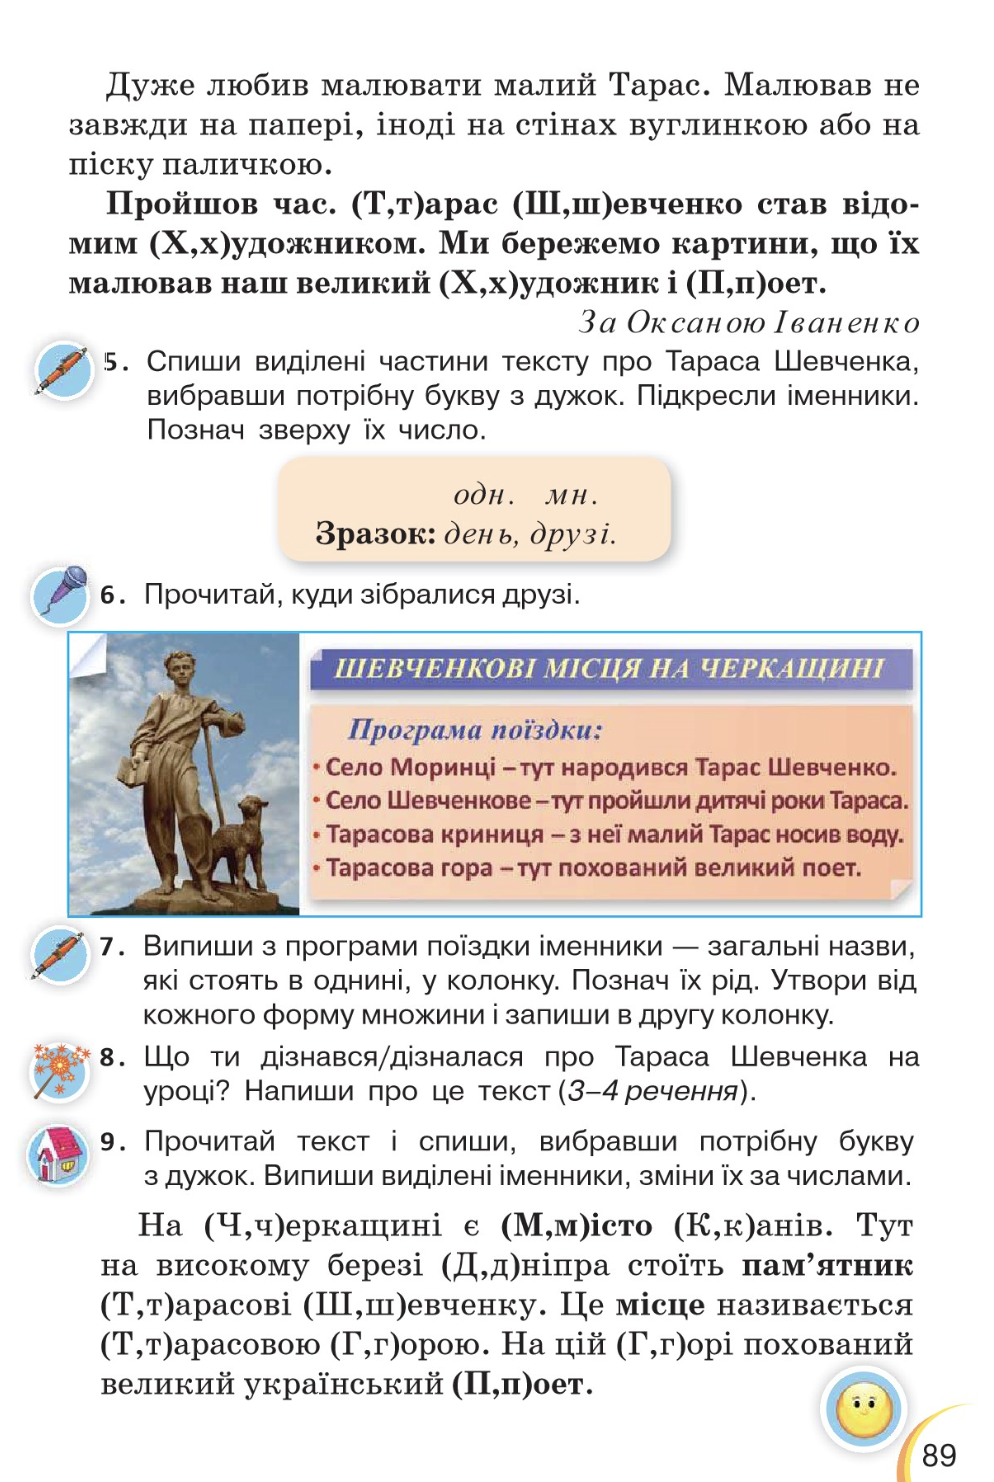 Дуже любив малювати малий Тарас. Малював не
завжди на папері, іноді на стінах вуглинкою або на
піску паличкою.
Пройшов час. (Т,т)арас (Ш,ш)евченко став відо-
мим (Х,х)удожником. Ми бережемо картини, що їх
малював наш великий (Х,х)удожник і (П,п)оет.
За Оксаною Іваненко
5. Спиши виділені частини тексту про Тараса Шевченка,
вибравши потрібну букву з дужок. Підкресли іменники.
Познач зверху їх число.
одн. мн.
Зразок: день, друзі.
6. Прочитай, куди зібралися друзі.
ШЕВЧЕНКОВІ МІСЦЯ НА ЧЕРКАЩИНІ
Програма поїздки:
• Село Моринці – тут народився Тарас Шевченко.
• Село Шевченкове – тут пройшли дитячі роки Тараса.
• Тарасова криниця – з неї малий Тарас носив воду.
• Тарасова гора – тут похований великий поет.
7. Випиши з програми поїздки іменники — загальні назви,
які стоять в однині, у колонку. Познач їх рід. Утвори від
кожного форму множини і запиши в другу колонку.
8. Що ти дізнався/дізналася про Тараса Шевченка на
уроці? Напиши про це текст (3–4 речення).
9. Прочитай текст і спиши, вибравши потрібну букву
з дужок. Випиши виділені іменники, зміни їх за числами.
На (Ч,ч)еркащині є (М,м)істо (К,к)анів. Тут
на високому березі (Д,д)ніпра стоїть пам’ятник
(Т,т)арасові (Ш,ш)евченку. Це місце називається
(Т,т)арасовою (Г,г)орою. На цій (Г,г)орі похований
великий український (П,п)оет.
89